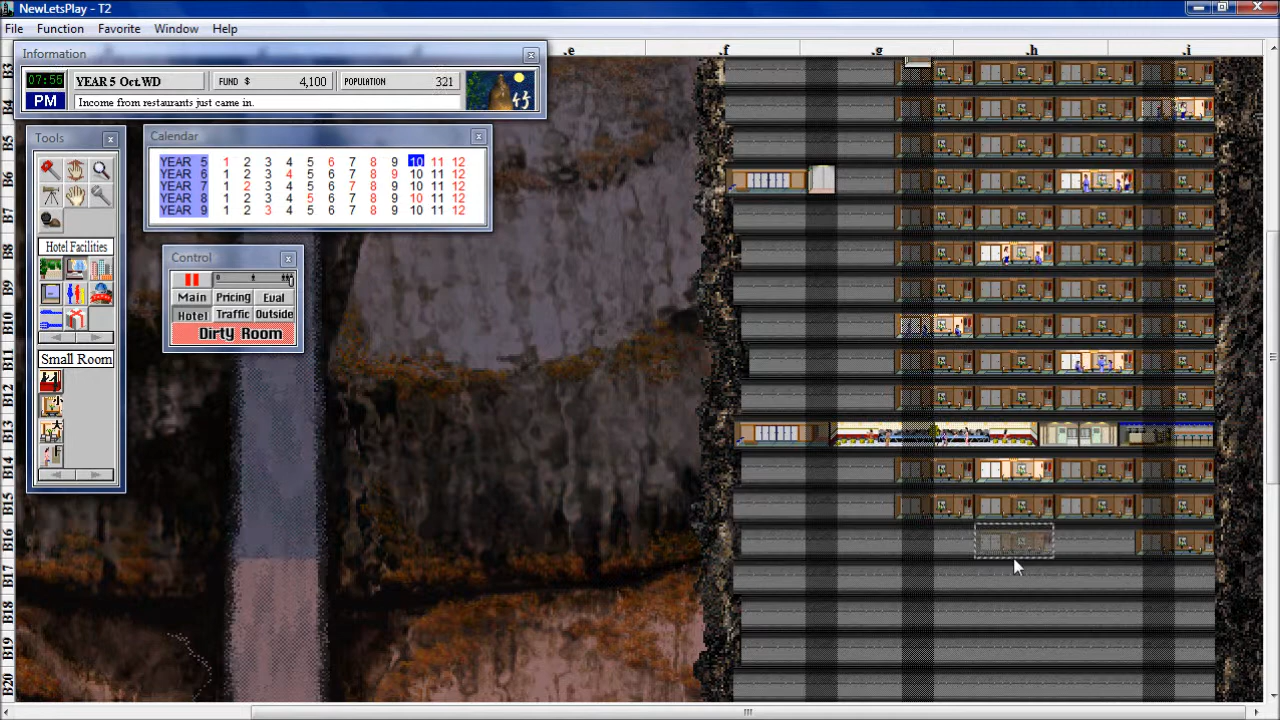 NewLetsPlay - T2
File Function Favorite Window Help
Information
07:55 YEAR 5 Oct.WD FUND $ 4,100 POPULATION 321
PM Income from restaurants just came in.
竹
.e .f .g .h .i
Tools
Hotel Facilities
Small Room
Calendar
YEAR 5 1 2 3 4 5 6 7 8 9 10 11 12
YEAR 6 1 2 3 4 5 6 7 8 9 10 11 12
YEAR 7 1 2 3 4 5 6 7 8 9 10 11 12
YEAR 8 1 2 3 4 5 6 7 8 9 10 11 12
YEAR 9 1 2 3 4 5 6 7 8 9 10 11 12
Control
0
Main Pricing Eval
Hotel Traffic Outside
Dirty Room
B3
B4
B5
B6
B7
B8
B9
B10
B11
B12
B13
B14
B15
B16
B17
B18
B19
B20